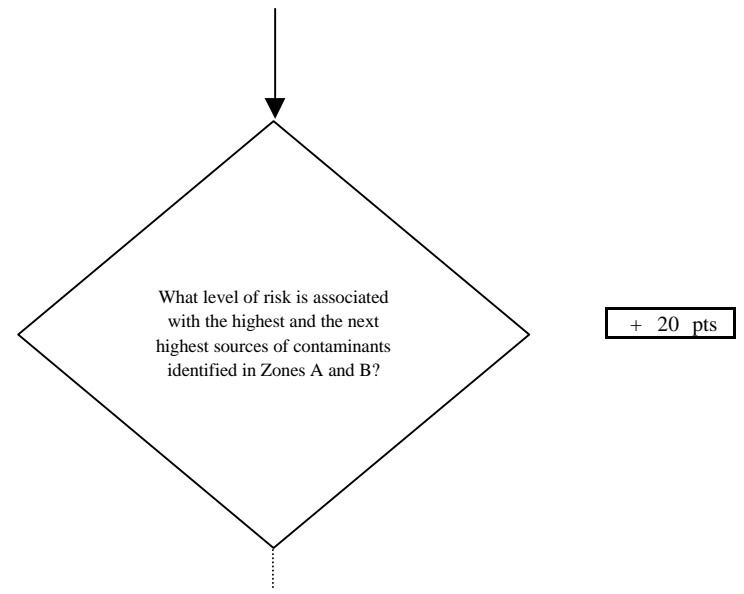 What level of risk is associated
with the highest and the next
highest sources of contaminants
identified in Zones A and B?
+ 20 pts